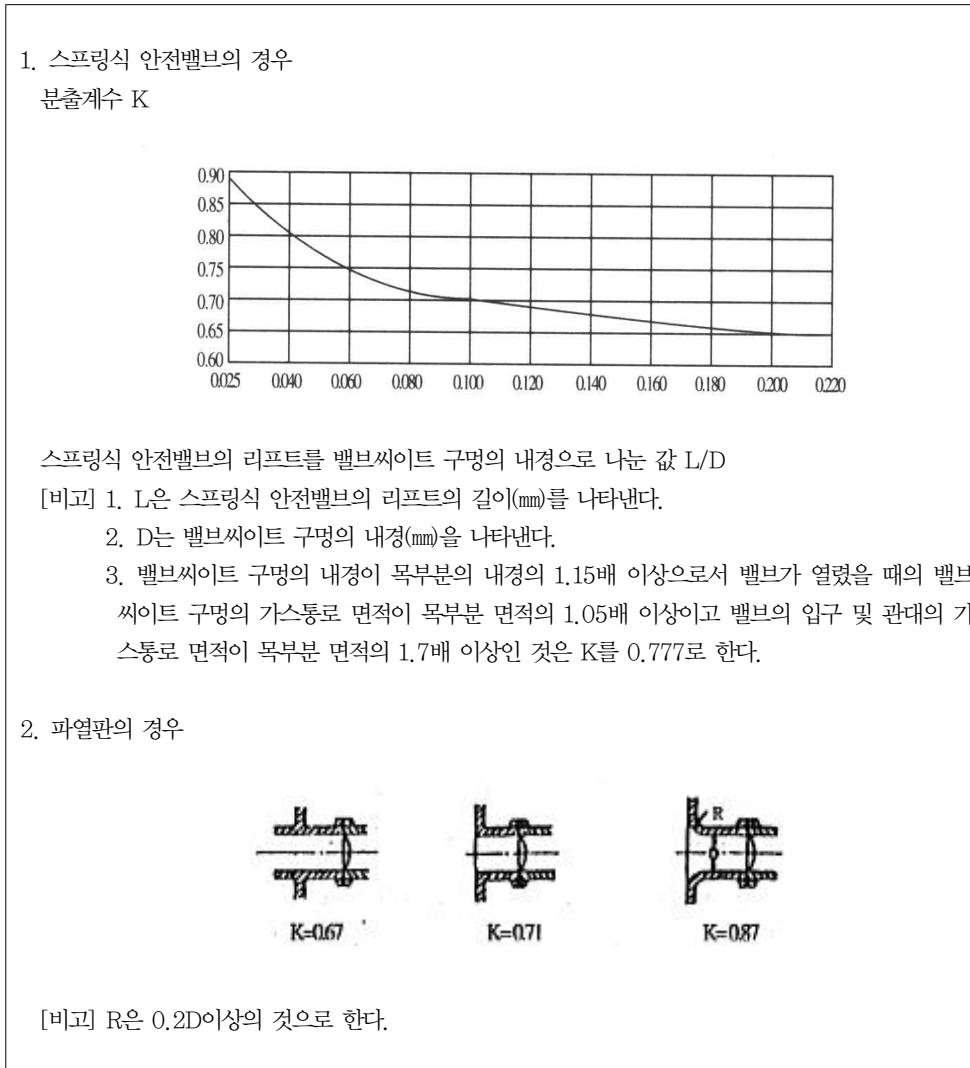 1. 스프링식 안전밸브의 경우
분출계수 K
0.90
0.85
0.80
0.75
0.70
0.65
0.60
0.025 0.040 0.060 0.080 0.100 0.120 0.140 0.160 0.180 0.200 0.220
스프링식 안전밸브의 리프트를 밸브씨이트 구멍의 내경으로 나눈 값 L/D
[비고] 1. L은 스프링식 안전밸브의 리프트의 길이(㎜)를 나타낸다.
2. D는 밸브씨이트 구멍의 내경(㎜)을 나타낸다.
3. 밸브씨이트 구멍의 내경이 목부분의 내경의 1.15배 이상으로서 밸브가 열렸을 때의 밸브
씨이트 구멍의 가스통로 면적이 목부분 면적의 1.05배 이상이고 밸브의 입구 및 관대의 가
스통로 면적이 목부분 면적의 1.7배 이상인 것은 K를 0.777로 한다.
2. 파열판의 경우
R
D
K=0.67 K=0.71 K=0.87
[비고] R은 0.2D이상의 것으로 한다.